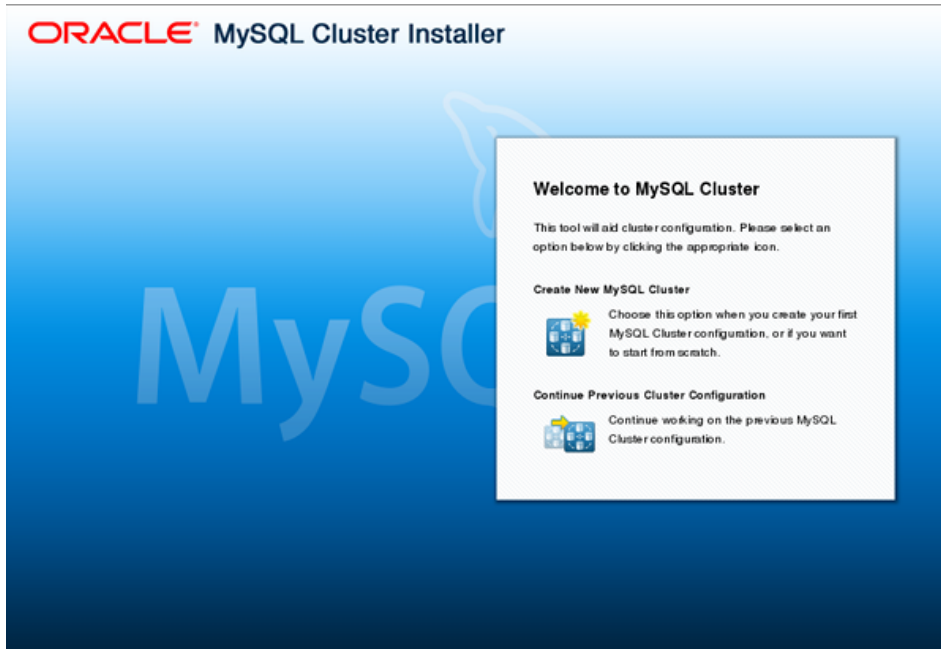 ORACLE® MySQL Cluster Installer
MySQ
Welcome to MySQL Cluster
This tool will aid cluster configuration. Please select an
option below by clicking the appropriate icon.
Create New MySQL Cluster
Choose this option when you create your first
MySQL Cluster configuration, or if you want
to start from scratch.
Continue Previous Cluster Configuration
Continue working on the previous MySQL
Cluster configuration.